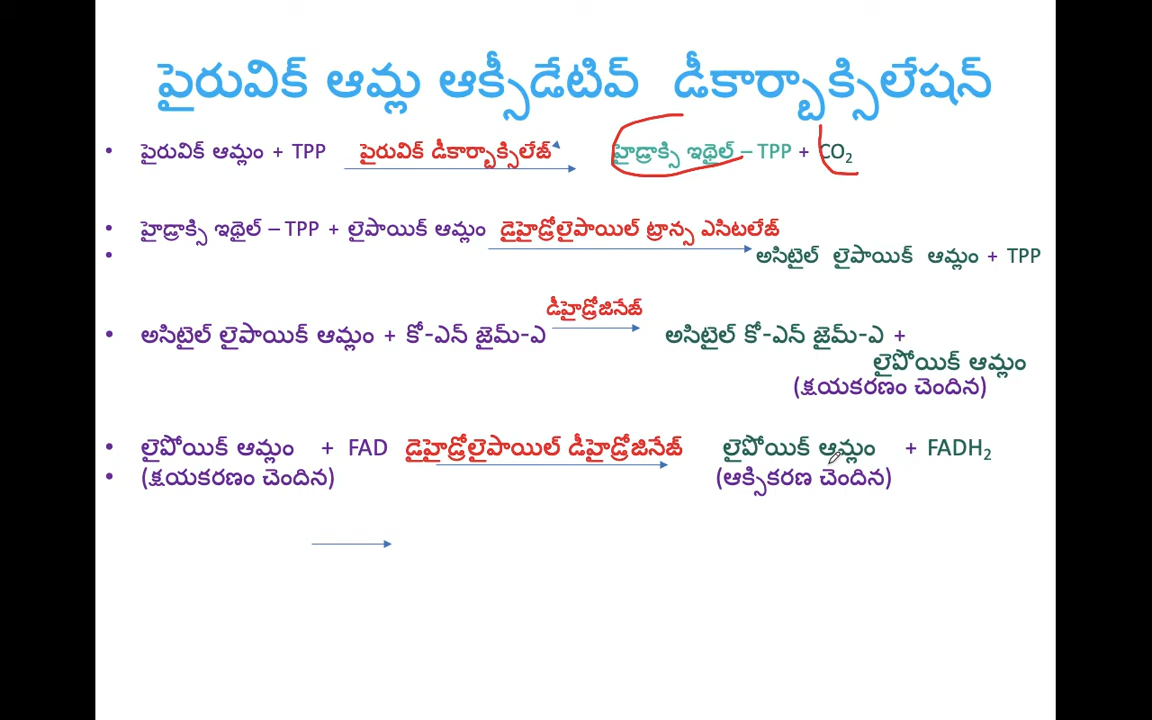 పైరువిక్ ఆమ్ల ఆక్సీడేటివ్ డీకార్బాక్సిలేషన్
• పైరువిక్ ఆమ్లం + TPP పైరువిక్ డీకార్బాక్సిలేజ్ హైడ్రాక్సి ఇథైల్ – TPP + CO₂
• హైడ్రాక్సి ఇథైల్ – TPP + లైపాయిక్ ఆమ్లం డైహైడ్రోలైపాయిల్ ట్రాన్స ఎసిటలేజ్
• అసిటైల్ లైపాయిక్ ఆమ్లం + TPP
డీహైడ్రోజినేజ్
• అసిటైల్ లైపాయిక్ ఆమ్లం + కో-ఎన్ జైమ్-ఎ అసిటైల్ కో-ఎన్ జైమ్-ఎ +
లైపోయిక్ ఆమ్లం
(క్షయకరణం చెందిన)
• లైపోయిక్ ఆమ్లం + FAD డైహైడ్రోలైపాయిల్ డీహైడ్రోజినేజ్ లైపోయిక్ ఆమ్లం + FADH₂
• (క్షయకరణం చెందిన) (ఆక్సికరణ చెందిన)